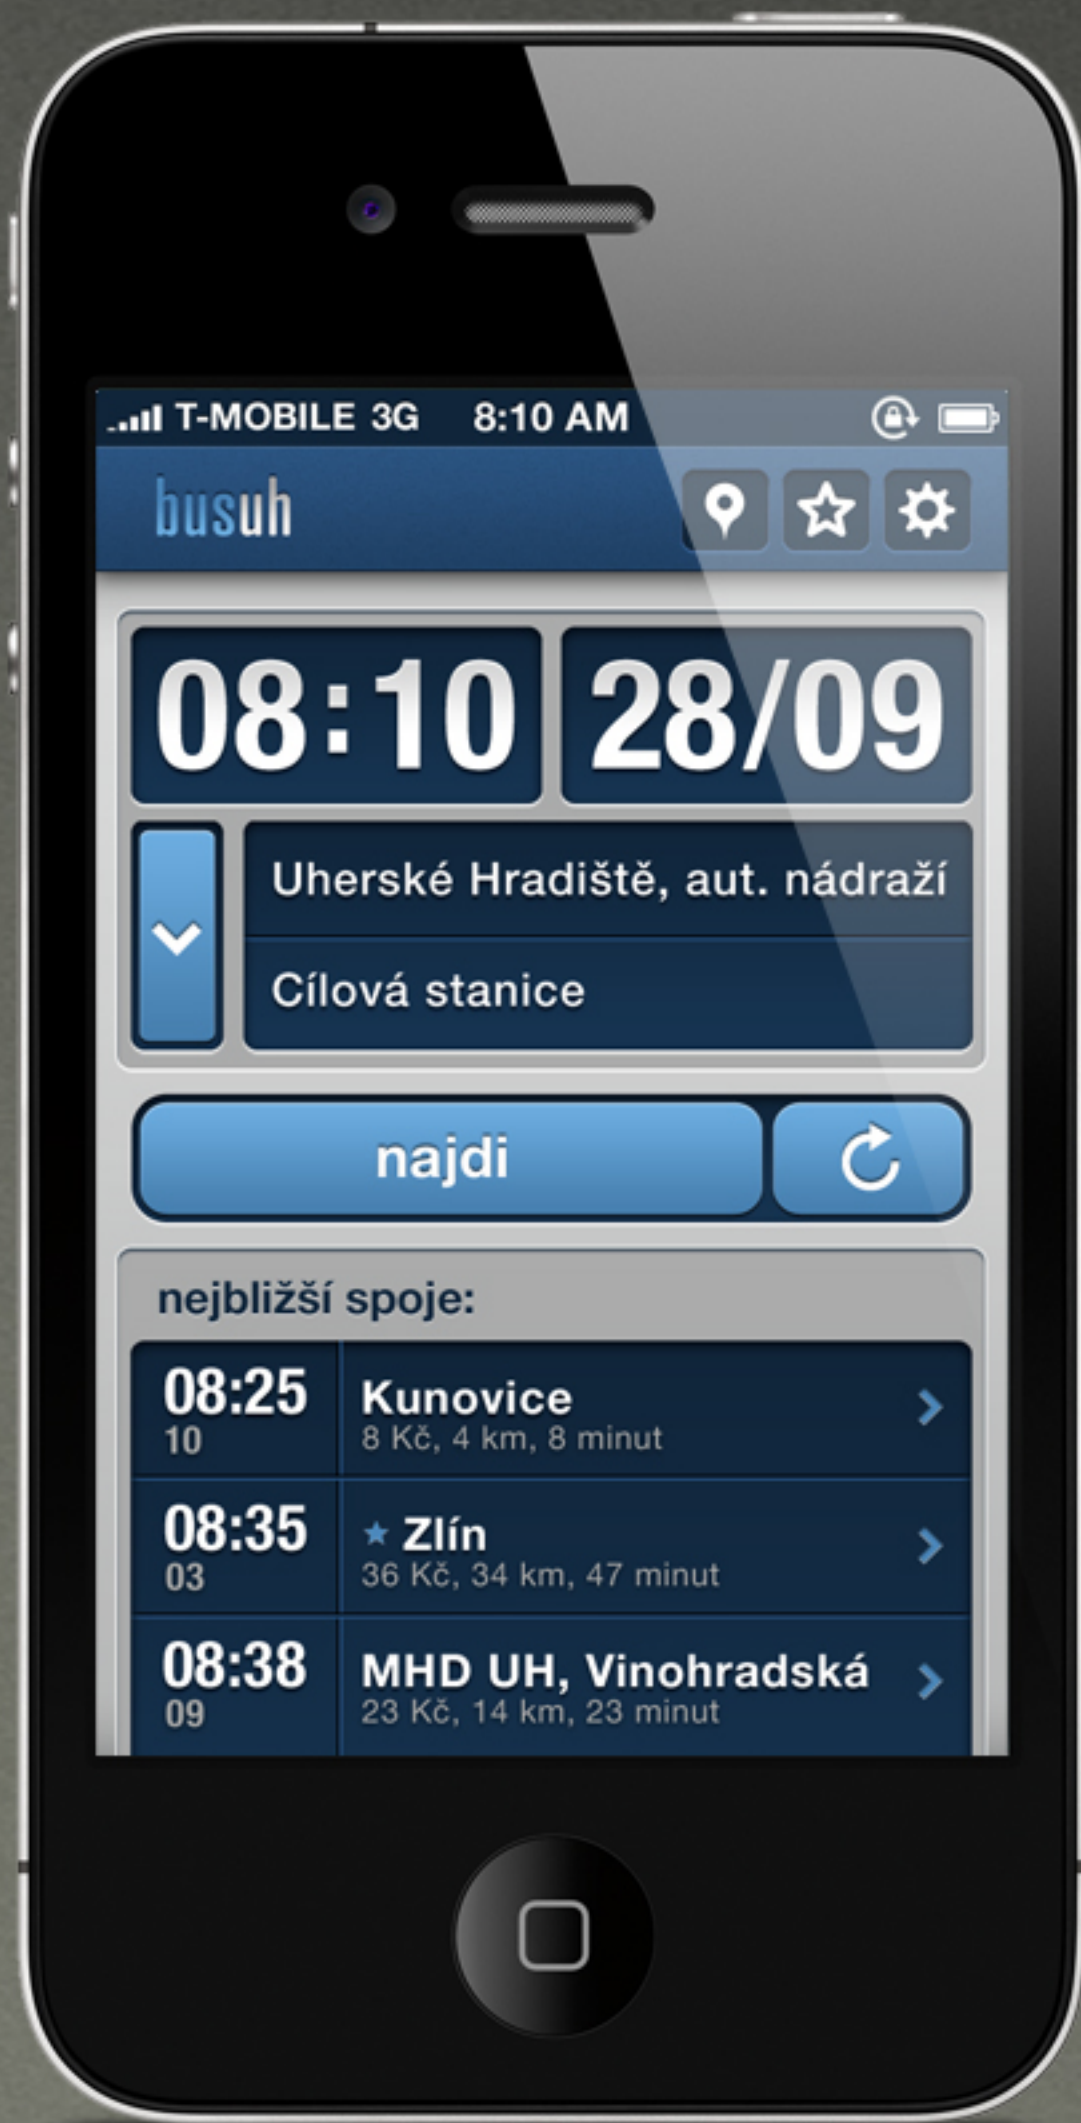 T-MOBILE 3G 8:10 AM
busuh
08:10 28/09
Uherské Hradiště, aut. nádraží
Cílová stanice
najdi
nejbližší spoje:
08:25 Kunovice
10 8 Kč, 4 km, 8 minut
08:35 Zlín
03 36 Kč, 34 km, 47 minut
08:38 MHD UH, Vinohradská
09 23 Kč, 14 km, 23 minut